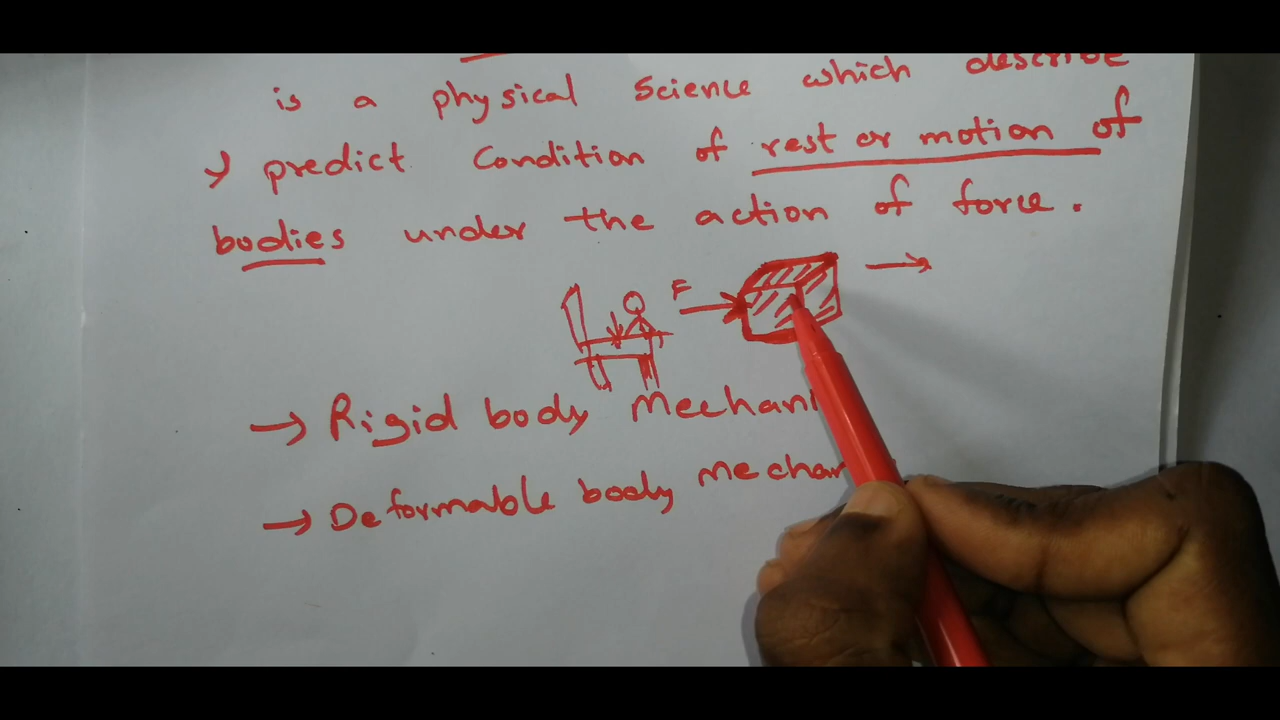 is a physical Science which describe
y predict Condition of rest or motion of
bodies under the action of force.
F
→ Rigid body Mechani
→ Deformable body Mechan